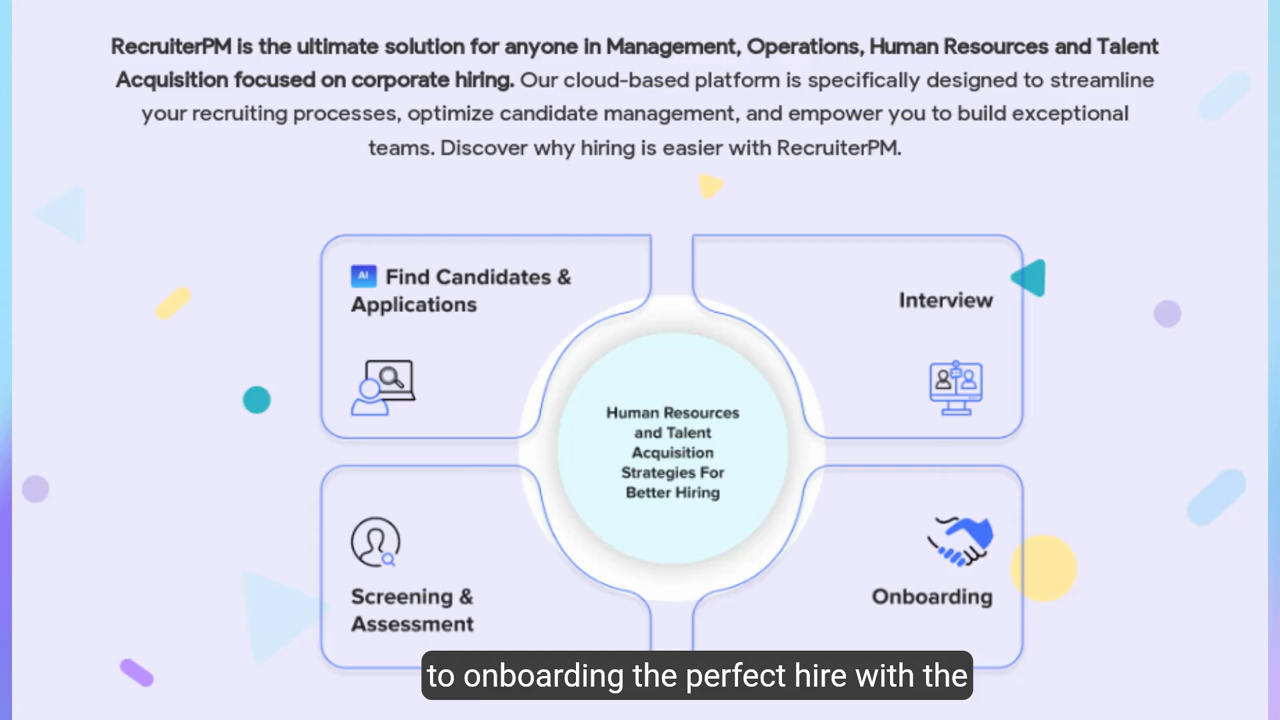 RecruiterPM is the ultimate solution for anyone in Management, Operations, Human Resources and Talent
Acquisition focused on corporate hiring. Our cloud-based platform is specifically designed to streamline
your recruiting processes, optimize candidate management, and empower you to build exceptional
teams. Discover why hiring is easier with RecruiterPM.
AI Find Candidates &
Applications
Interview
Human Resources
and Talent
Acquisition
Strategies For
Better Hiring
Screening &
Assessment
Onboarding
to onboarding the perfect hire with the